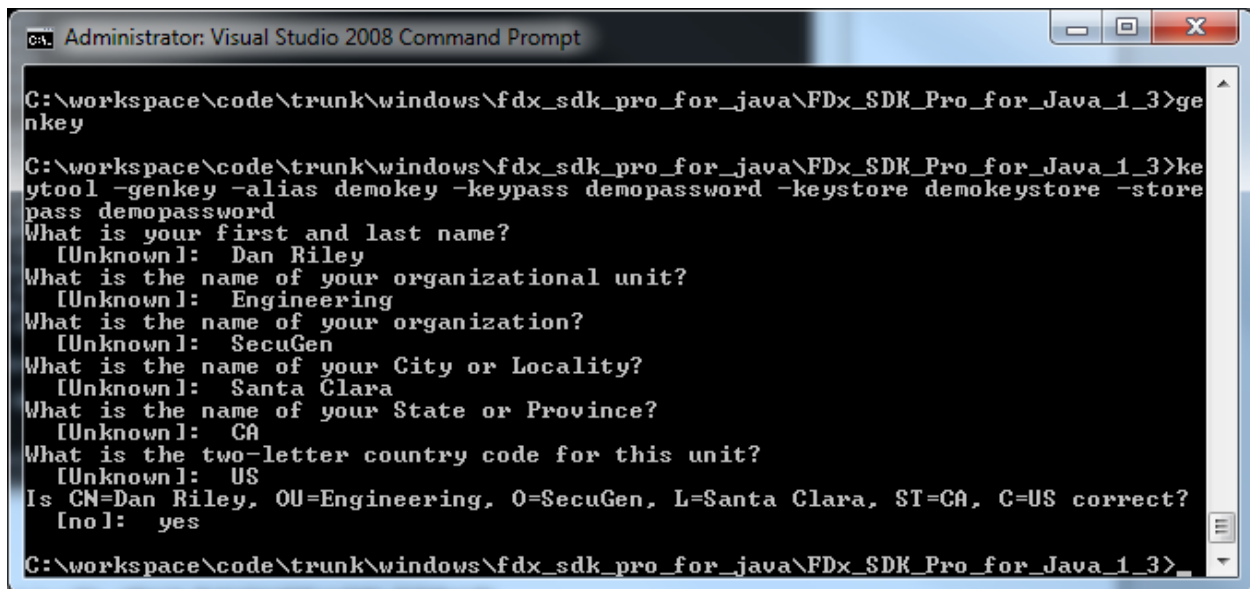 Administrator: Visual Studio 2008 Command Prompt
C:\workspace\code\trunk\windows\fdx_sdk_pro_for_java\FDx_SDK_Pro_for_Java_1_3>ge
nkey
C:\workspace\code\trunk\windows\fdx_sdk_pro_for_java\FDx_SDK_Pro_for_Java_1_3>ke
ytool -genkey -alias demokey -keypass demopassword -keystore demokeystore -store
pass demopassword
What is your first and last name?
  [Unknown]:  Dan Riley
What is the name of your organizational unit?
  [Unknown]:  Engineering
What is the name of your organization?
  [Unknown]:  SecuGen
What is the name of your City or Locality?
  [Unknown]:  Santa Clara
What is the name of your State or Province?
  [Unknown]:  CA
What is the two-letter country code for this unit?
  [Unknown]:  US
Is CN=Dan Riley, OU=Engineering, O=SecuGen, L=Santa Clara, ST=CA, C=US correct?
  [no]:  yes
C:\workspace\code\trunk\windows\fdx_sdk_pro_for_java\FDx_SDK_Pro_for_Java_1_3>_